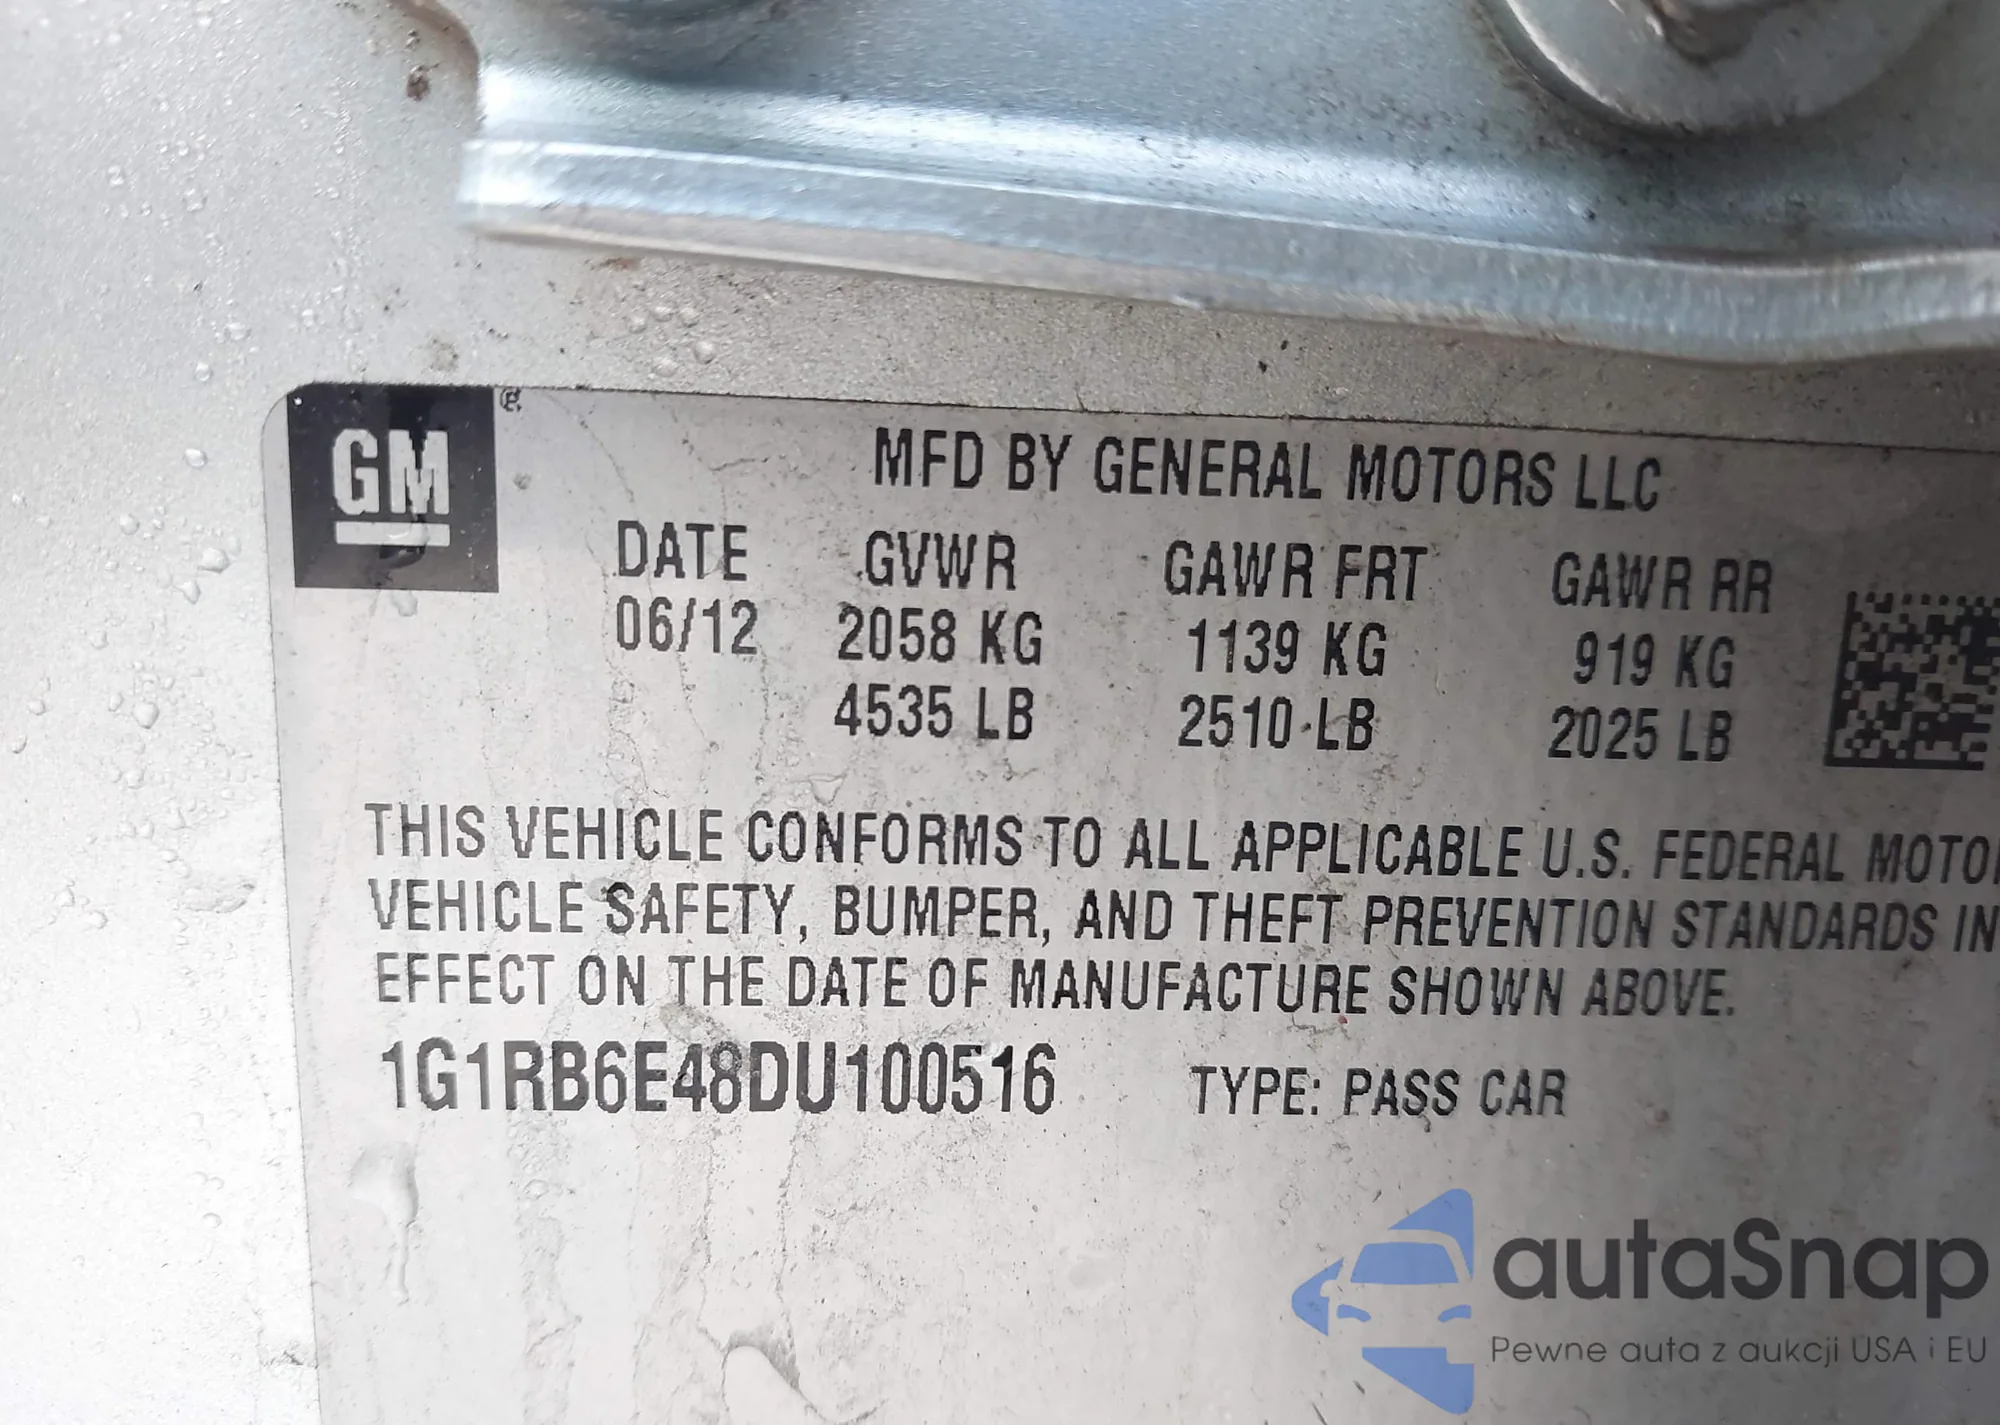 GM
MFD BY GENERAL MOTORS LLC
DATE GVWR GAWR FRT GAWR RR
06/12 2058 KG 1139 KG 919 KG
4535 LB 2510 LB 2025 LB
THIS VEHICLE CONFORMS TO ALL APPLICABLE U.S. FEDERAL MOTO
VEHICLE SAFETY, BUMPER, AND THEFT PREVENTION STANDARDS IN
EFFECT ON THE DATE OF MANUFACTURE SHOWN ABOVE.
1G1RB6E48DU100516 TYPE: PASS CAR
autaSnap
Pewne auta z aukcji USA i EU